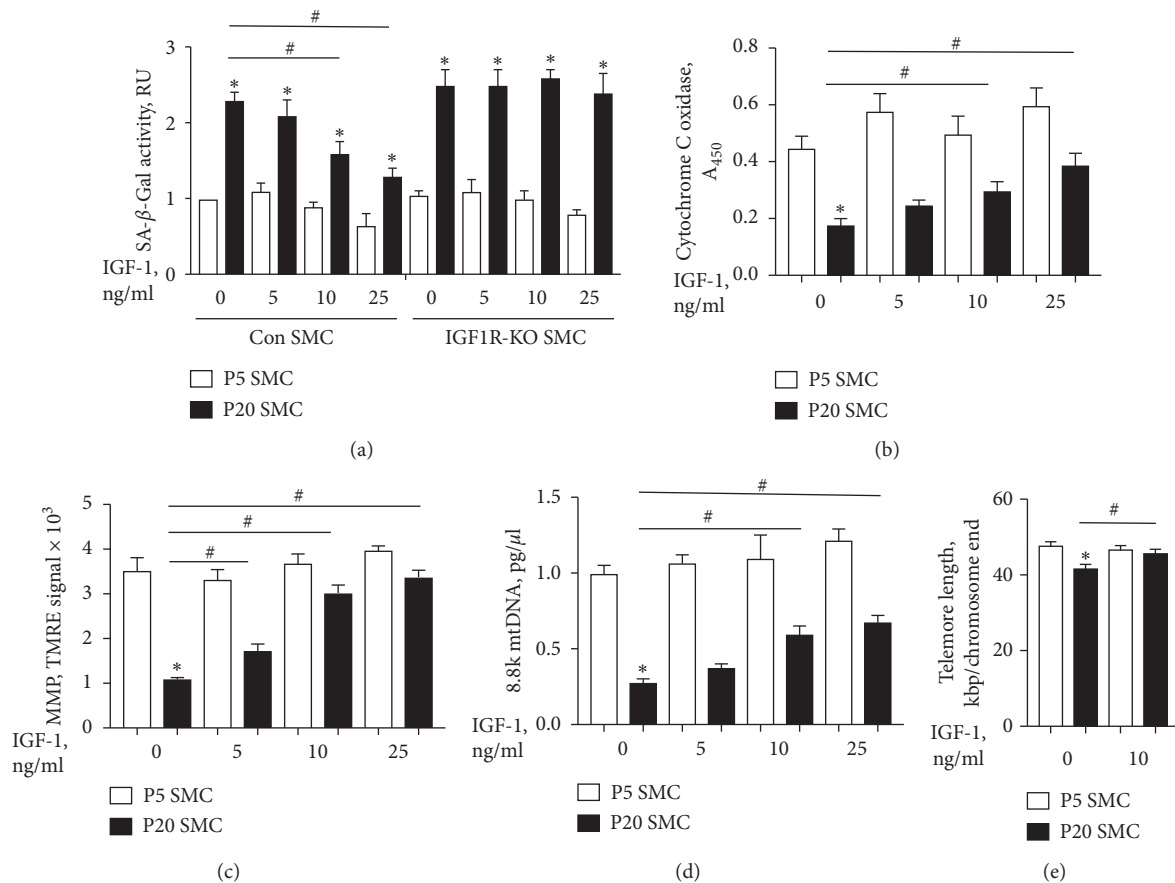 #
#
3
2
1
0
SA-β-Gal activity, RU
* * * * * * * *
IGF-1,
ng/ml
0 5 10 25 0 5 10 25
Con SMC IGF1R-KO SMC
P5 SMC
P20 SMC
(a)
#
#
0.8
0.6
0.4
0.2
0.0
Cytochrome C oxidase,
A450
*
IGF-1,
ng/ml
0 5 10 25
P5 SMC
P20 SMC
(b)
#
#
#
5
4
3
2
1
0
MMP, TMRE signal × 10³
*
IGF-1,
ng/ml
0 5 10 25
P5 SMC
P20 SMC
(c)
#
#
1.5
1.0
0.5
0.0
8.8k mtDNA, pg/μl
*
IGF-1,
ng/ml
0 5 10 25
P5 SMC
P20 SMC
(d)
#
60
40
20
0
Telemore length,
kbp/chromosome end
*
IGF-1,
ng/ml
0 10
P5 SMC
P20 SMC
(e)